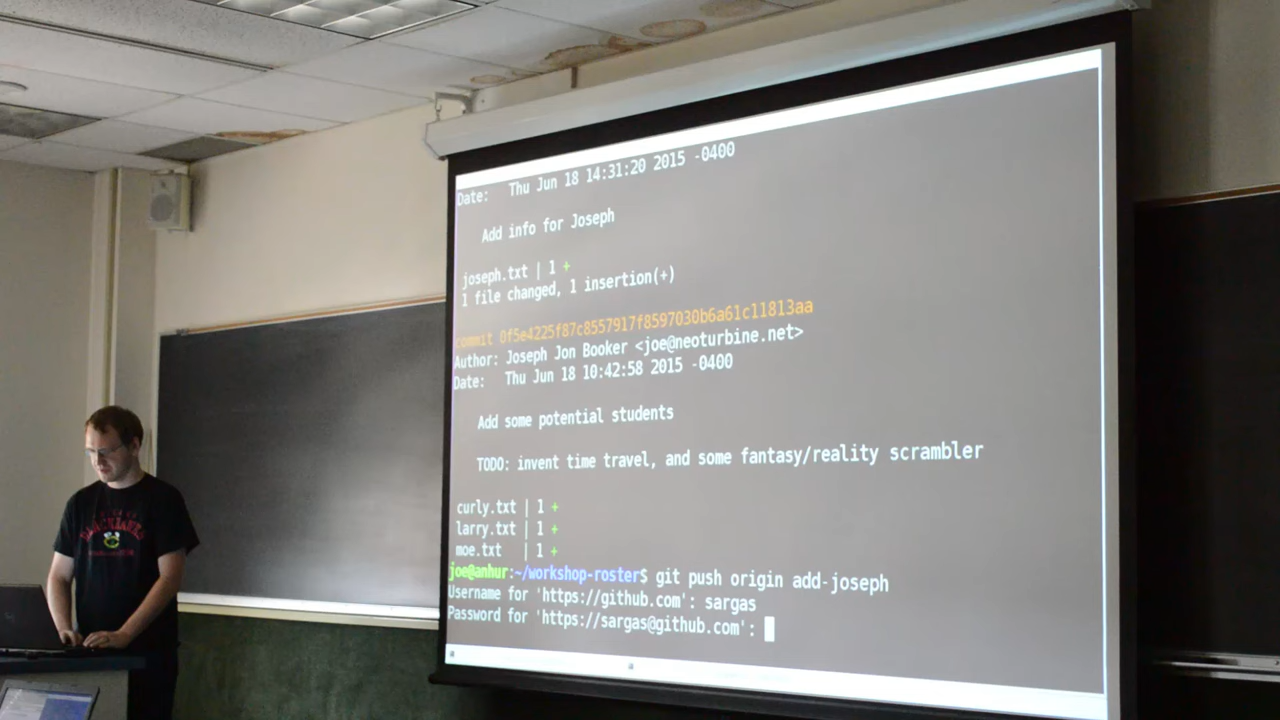 Date:   Thu Jun 18 14:31:20 2015 -0400
Add info for Joseph
joseph.txt | 1 +
1 file changed, 1 insertion(+)
commit 0f5e4225f87c8557917f8597030b6a61c11813aa
Author: Joseph Jon Booker <joe@neoturbine.net>
Date:   Thu Jun 18 10:42:58 2015 -0400
Add some potential students
TODO: invent time travel, and some fantasy/reality scrambler
curly.txt | 1 +
larry.txt | 1 +
moe.txt   | 1 +
joe@anhur:~/workshop-roster$ git push origin add-joseph
Username for 'https://github.com': sargas
Password for 'https://sargas@github.com':